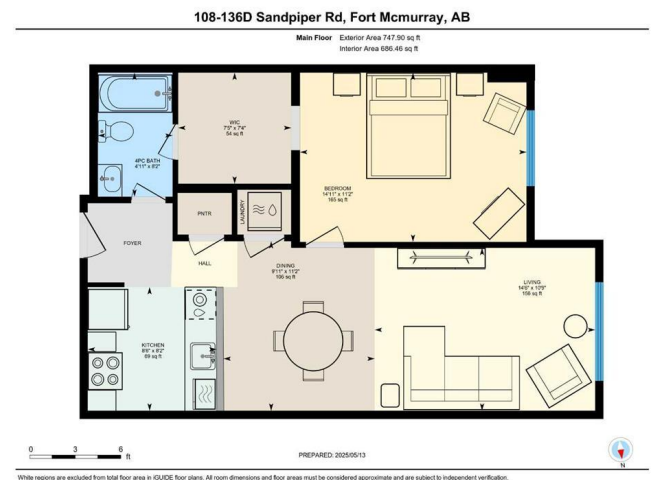 108-136D Sandpiper Rd, Fort Mcmurray, AB
Main Floor Exterior Area 747.90 sq ft
Interior Area 686.46 sq ft
WIC
7'5" x 7'4"
54 sq ft
4PC BATH
4'11" x 8'2"
BEDROOM
14'11" x 11'2"
165 sq ft
PNTR
LAUNDRY
FOYER
HALL
DINING
9'11" x 11'2"
106 sq ft
LIVING
14'6" x 10'9"
156 sq ft
KITCHEN
8'6" x 8'2"
69 sq ft
0 3 6
ft
PREPARED: 2025/05/13
N
White regions are excluded from total floor area in iGUIDE floor plans. All room dimensions and floor areas must be considered approximate and are subject to independent verification.